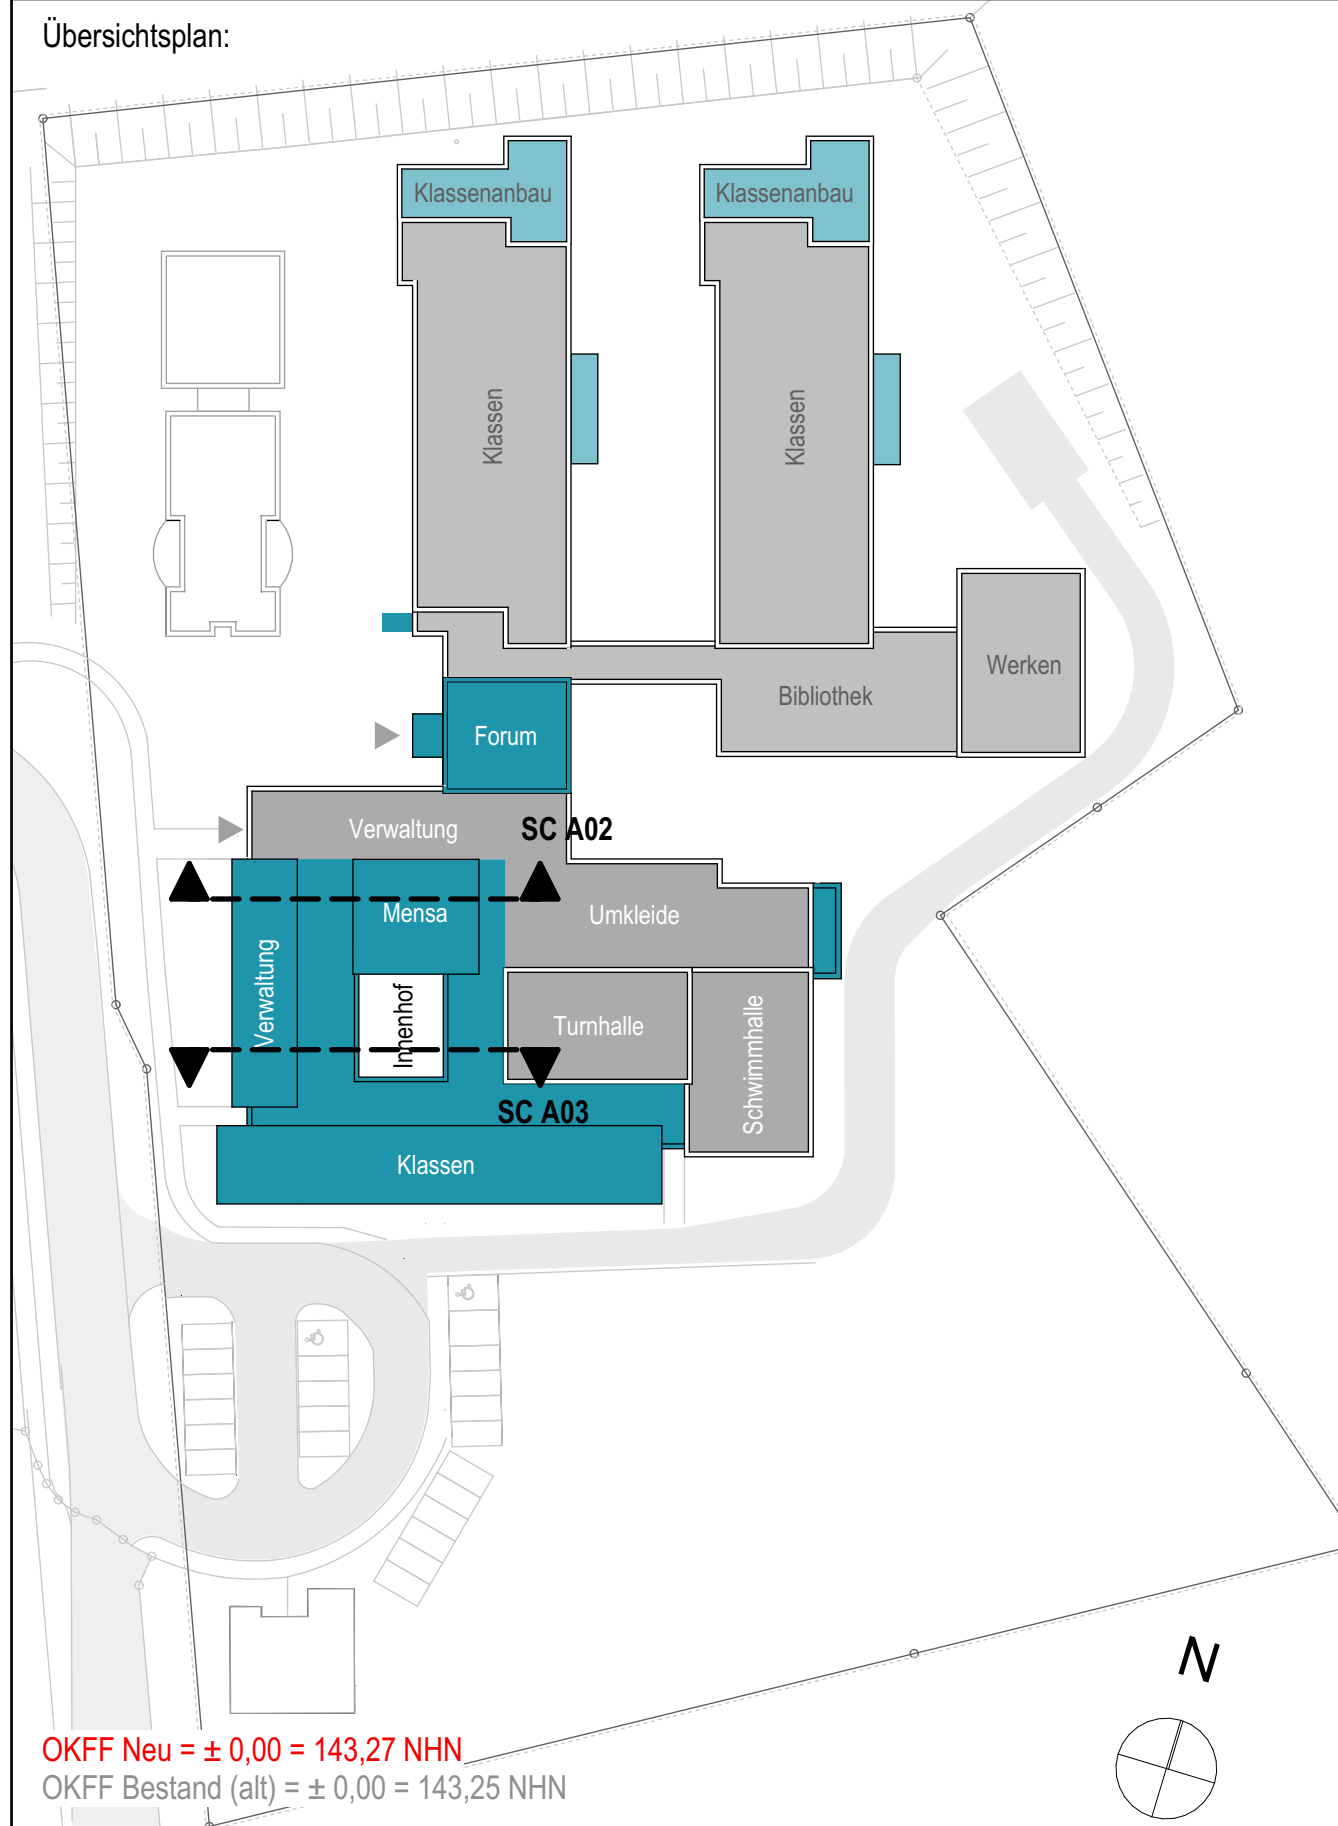 Übersichtsplan:
Klassenanbau
Klassenanbau
Klassen
Klassen
Werken
Bibliothek
Forum
Verwaltung
SC A02
Mensa
Umkleide
Verwaltung
Innenhof
Turnhalle
Schwimmhalle
SC A03
Klassen
N
OKFF Neu = ± 0,00 = 143,27 NHN
OKFF Bestand (alt) = ± 0,00 = 143,25 NHN